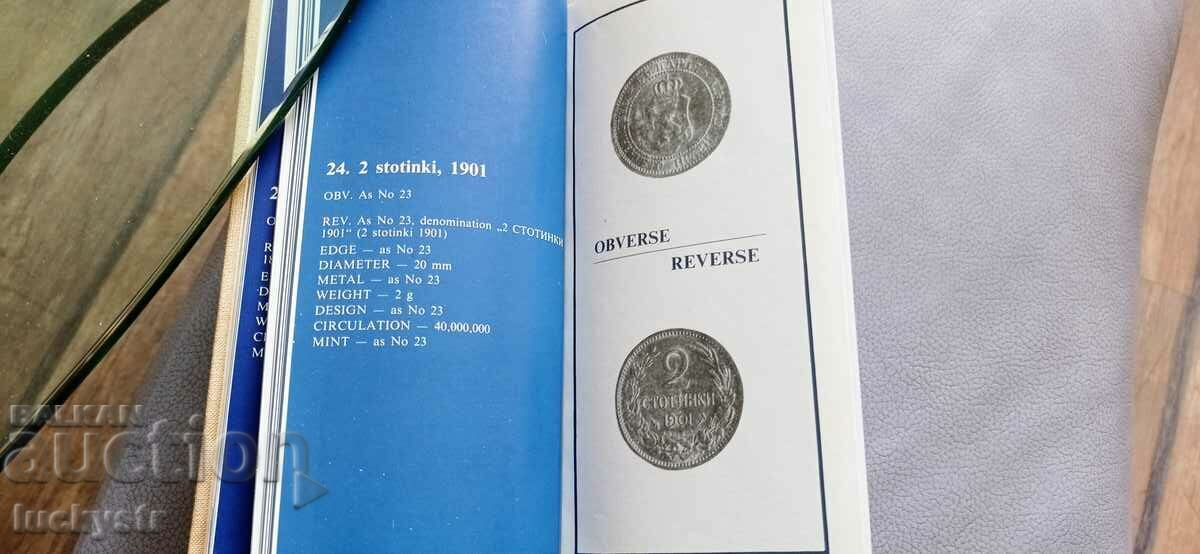 24. 2 stotinki, 1901
OBV. As No 23
REV. As No 23, denomination „2 СТОТИНКИ
1901“ (2 stotinki 1901)
EDGE — as No 23
DIAMETER — 20 mm
METAL — as No 23
WEIGHT — 2 g
DESIGN — as No 23
CIRCULATION — 40,000,000
MINT — as No 23
OBVERSE
REVERSE
2
СТОТИНКИ
1901
BALKAN
auction
luckystr